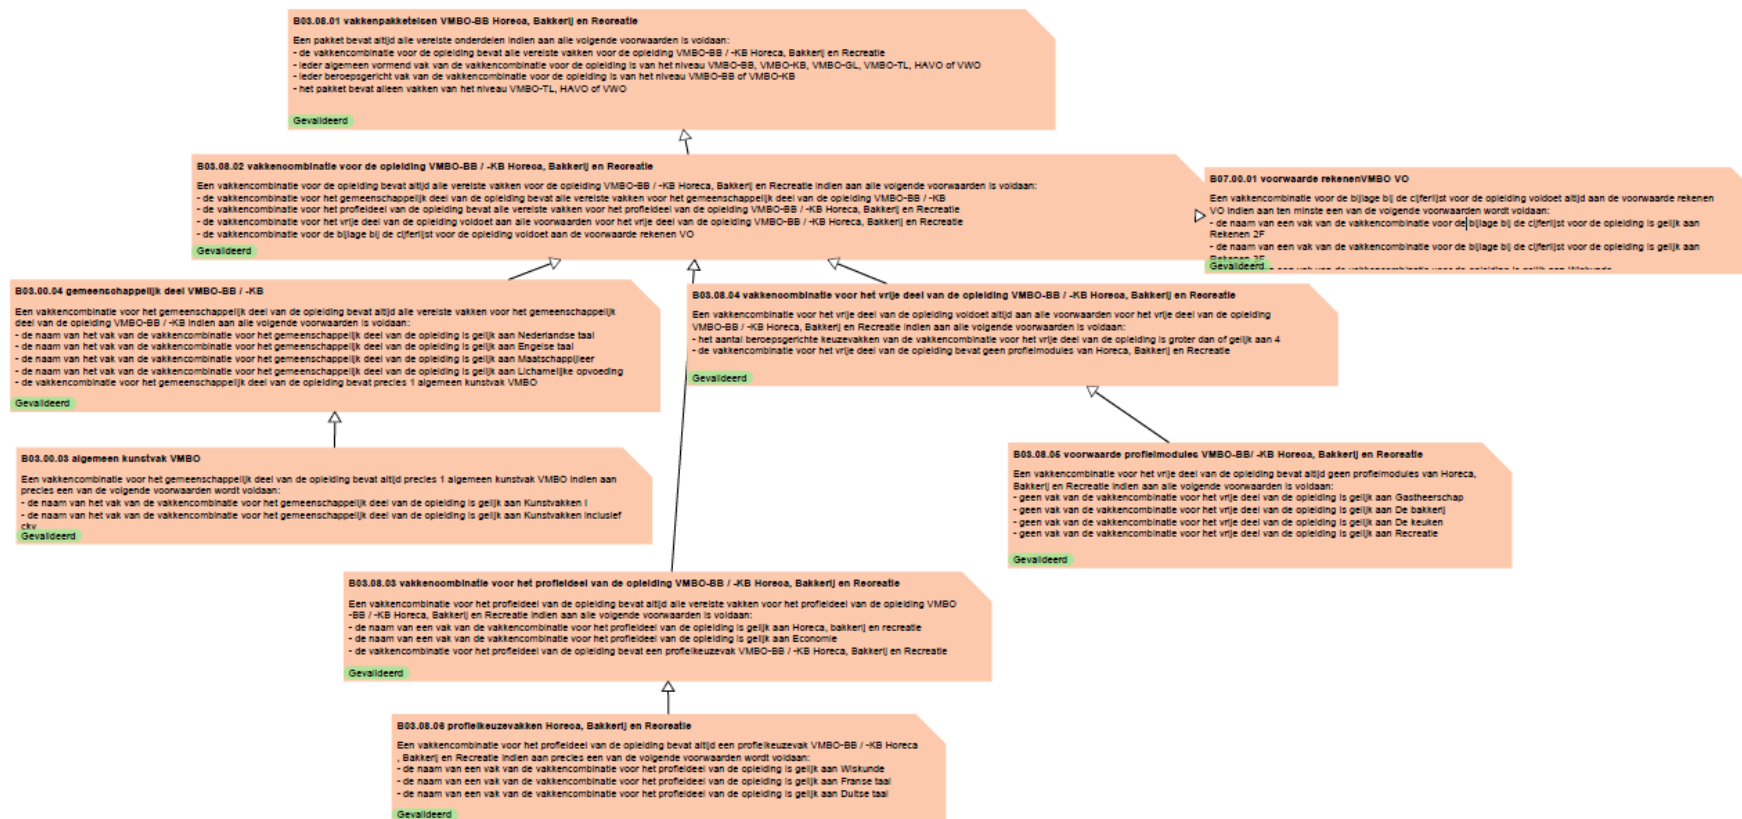 B03.08.01 vakkenpakketeisen VMBO-BB Horeca, Bakkerij en Recreatie
Een pakket bevat altijd alle vereiste onderdelen indien aan alle volgende voorwaarden is voldaan:
- de vakkencombinatie voor de opleiding bevat alle vereiste vakken voor de opleiding VMBO-BB / -KB Horeca, Bakkerij en Recreatie
- ieder algemeen vormend vak van de vakkencombinatie voor de opleiding is van het niveau VMBO-BB, VMBO-KB, VMBO-GL, VMBO-TL, HAVO of VWO
- ieder beroepsgericht vak van de vakkencombinatie voor de opleiding is van het niveau VMBO-BB of VMBO-KB
- het pakket bevat alleen vakken van het niveau VMBO-TL, HAVO of VWO
Gevalideerd
B03.08.02 vakkencombinatie voor de opleiding VMBO-BB / -KB Horeca, Bakkerij en Recreatie
Een vakkencombinatie voor de opleiding bevat altijd alle vereiste vakken voor de opleiding VMBO-BB / -KB Horeca, Bakkerij en Recreatie indien aan alle volgende voorwaarden is voldaan:
- de vakkencombinatie voor het gemeenschappelijk deel van de opleiding bevat alle vereiste vakken voor het gemeenschappelijk deel van de opleiding VMBO-BB / -KB
- de vakkencombinatie voor het profieldeel van de opleiding bevat alle vereiste vakken voor het profieldeel van de opleiding VMBO-BB / -KB Horeca, Bakkerij en Recreatie
- de vakkencombinatie voor het vrije deel van de opleiding voldoet aan alle voorwaarden voor het vrije deel van de opleiding VMBO-BB / -KB Horeca, Bakkerij en Recreatie
- de vakkencombinatie voor de bijlage bij de cijferlijst voor de opleiding voldoet aan de voorwaarde rekenen VO
Gevalideerd
B07.00.01 voorwaarde rekenenVMBO VO
Een vakkencombinatie voor de bijlage bij de cijferlijst voor de opleiding voldoet altijd aan de voorwaarde rekenen
VO indien aan ten minste een van de volgende voorwaarden wordt voldaan:
- de naam van een vak van de vakkencombinatie voor de bijlage bij de cijferlijst voor de opleiding is gelijk aan
Rekenen 2F
- de naam van een vak van de vakkencombinatie voor de bijlage bij de cijferlijst voor de opleiding is gelijk aan
Rekenen 3F
een vak van de vakkencombinatie voor de opleiding is gelijk aan Wiskunde
Gevalideerd
B03.00.04 gemeenschappelijk deel VMBO-BB / -KB
Een vakkencombinatie voor het gemeenschappelijk deel van de opleiding bevat altijd alle vereiste vakken voor het gemeenschappelijk
deel van de opleiding VMBO-BB / -KB indien aan alle volgende voorwaarden is voldaan:
- de naam van het vak van de vakkencombinatie voor het gemeenschappelijk deel van de opleiding is gelijk aan Nederlandse taal
- de naam van het vak van de vakkencombinatie voor het gemeenschappelijk deel van de opleiding is gelijk aan Engelse taal
- de naam van het vak van de vakkencombinatie voor het gemeenschappelijk deel van de opleiding is gelijk aan Maatschappijleer
- de naam van het vak van de vakkencombinatie voor het gemeenschappelijk deel van de opleiding is gelijk aan Lichamelijke opvoeding
- de vakkencombinatie voor het gemeenschappelijk deel van de opleiding bevat precies 1 algemeen kunstvak VMBO
Gevalideerd
B03.08.04 vakkencombinatie voor het vrije deel van de opleiding VMBO-BB / -KB Horeca, Bakkerij en Recreatie
Een vakkencombinatie voor het vrije deel van de opleiding voldoet altijd aan alle voorwaarden voor het vrije deel van de opleiding
VMBO-BB / -KB Horeca, Bakkerij en Recreatie indien aan alle volgende voorwaarden is voldaan:
- het aantal beroepsgerichte keuzevakken van de vakkencombinatie voor het vrije deel van de opleiding is groter dan of gelijk aan 4
- de vakkencombinatie voor het vrije deel van de opleiding bevat geen profielmodules van Horeca, Bakkerij en Recreatie
Gevalideerd
B03.00.03 algemeen kunstvak VMBO
Een vakkencombinatie voor het gemeenschappelijk deel van de opleiding bevat altijd precies 1 algemeen kunstvak VMBO indien aan
precies een van de volgende voorwaarden wordt voldaan:
- de naam van het vak van de vakkencombinatie voor het gemeenschappelijk deel van de opleiding is gelijk aan Kunstvakken I
- de naam van het vak van de vakkencombinatie voor het gemeenschappelijk deel van de opleiding is gelijk aan Kunstvakken inclusief
ckv
Gevalideerd
B03.08.05 voorwaarde profielmodules VMBO-BB/ -KB Horeca, Bakkerij en Recreatie
Een vakkencombinatie voor het vrije deel van de opleiding bevat altijd geen profielmodules van Horeca,
Bakkerij en Recreatie indien aan alle volgende voorwaarden is voldaan:
- geen vak van de vakkencombinatie voor het vrije deel van de opleiding is gelijk aan Gastheerschap
- geen vak van de vakkencombinatie voor het vrije deel van de opleiding is gelijk aan De bakkerij
- geen vak van de vakkencombinatie voor het vrije deel van de opleiding is gelijk aan De keuken
- geen vak van de vakkencombinatie voor het vrije deel van de opleiding is gelijk aan Recreatie
Gevalideerd
B03.08.03 vakkencombinatie voor het profieldeel van de opleiding VMBO-BB / -KB Horeca, Bakkerij en Recreatie
Een vakkencombinatie voor het profieldeel van de opleiding bevat altijd alle vereiste vakken voor het profieldeel van de opleiding VMBO
-BB / -KB Horeca, Bakkerij en Recreatie indien aan alle volgende voorwaarden is voldaan:
- de naam van een vak van de vakkencombinatie voor het profieldeel van de opleiding is gelijk aan Horeca, bakkerij en recreatie
- de naam van een vak van de vakkencombinatie voor het profieldeel van de opleiding is gelijk aan Economie
- de vakkencombinatie voor het profieldeel van de opleiding bevat een profielkeuzevak VMBO-BB / -KB Horeca, Bakkerij en Recreatie
Gevalideerd
B03.08.06 profielkeuzevakken Horeca, Bakkerij en Recreatie
Een vakkencombinatie voor het profieldeel van de opleiding bevat altijd een profielkeuzevak VMBO-BB / -KB Horeca
, Bakkerij en Recreatie indien aan precies een van de volgende voorwaarden wordt voldaan:
- de naam van een vak van de vakkencombinatie voor het profieldeel van de opleiding is gelijk aan Wiskunde
- de naam van een vak van de vakkencombinatie voor het profieldeel van de opleiding is gelijk aan Franse taal
- de naam van een vak van de vakkencombinatie voor het profieldeel van de opleiding is gelijk aan Duitse taal
Gevalideerd